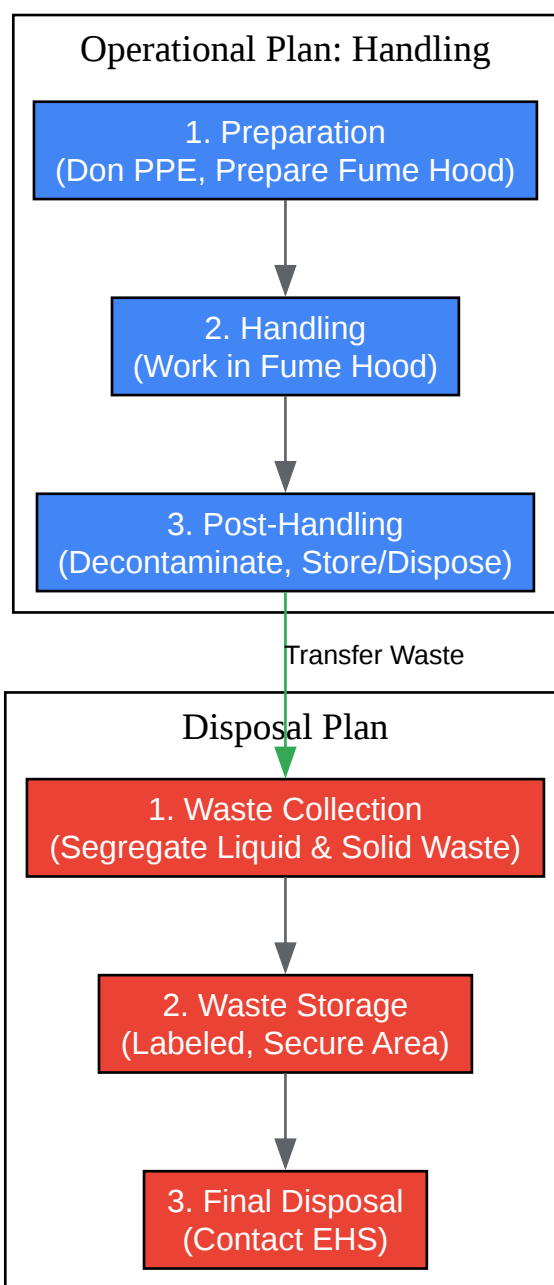 Operational Plan: Handling
1. Preparation
(Don PPE, Prepare Fume Hood)
2. Handling
(Work in Fume Hood)
3. Post-Handling
(Decontaminate, Store/Dispose)
Transfer Waste
Disposal Plan
1. Waste Collection
(Segregate Liquid & Solid Waste)
2. Waste Storage
(Labeled, Secure Area)
3. Final Disposal
(Contact EHS)